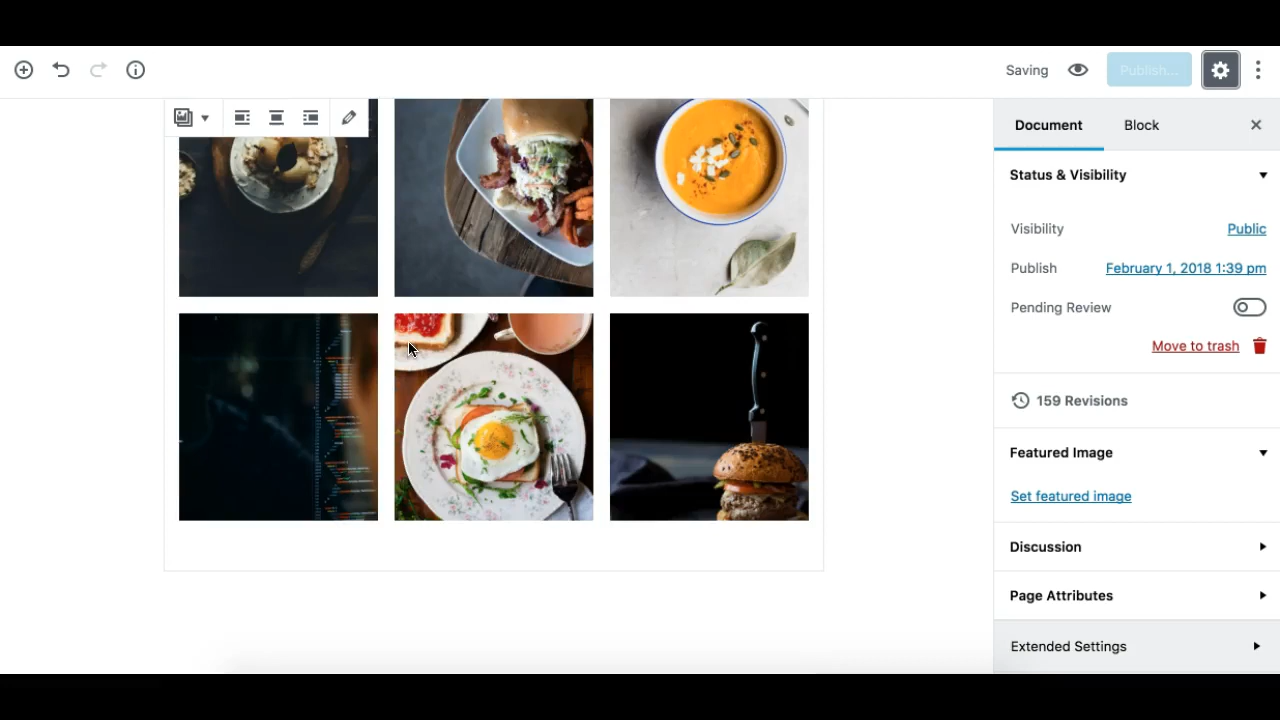 Saving
Publish...
Document
Block
Status & Visibility
Visibility
Public
Publish
February 1, 2018 1:39 pm
Pending Review
Move to trash
159 Revisions
Featured Image
Set featured image
Discussion
Page Attributes
Extended Settings